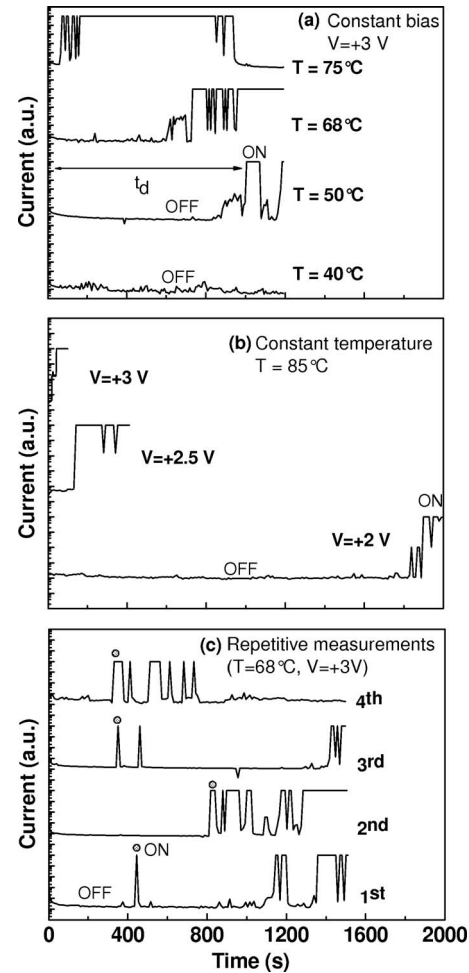 (a) Constant bias
V=+3 V
T = 75°C
T = 68°C
ON
t_d
T = 50°C
OFF
OFF
T = 40°C
Current (a.u.)
(b) Constant temperature
T = 85°C
V=+3 V
V=+2.5 V
ON
V=+2 V
OFF
Current (a.u.)
(c) Repetitive measurements
(T=68°C, V=+3V)
4th
3rd
2nd
ON
OFF
1st
Current (a.u.)
0 400 800 1200 1600 2000
Time (s)